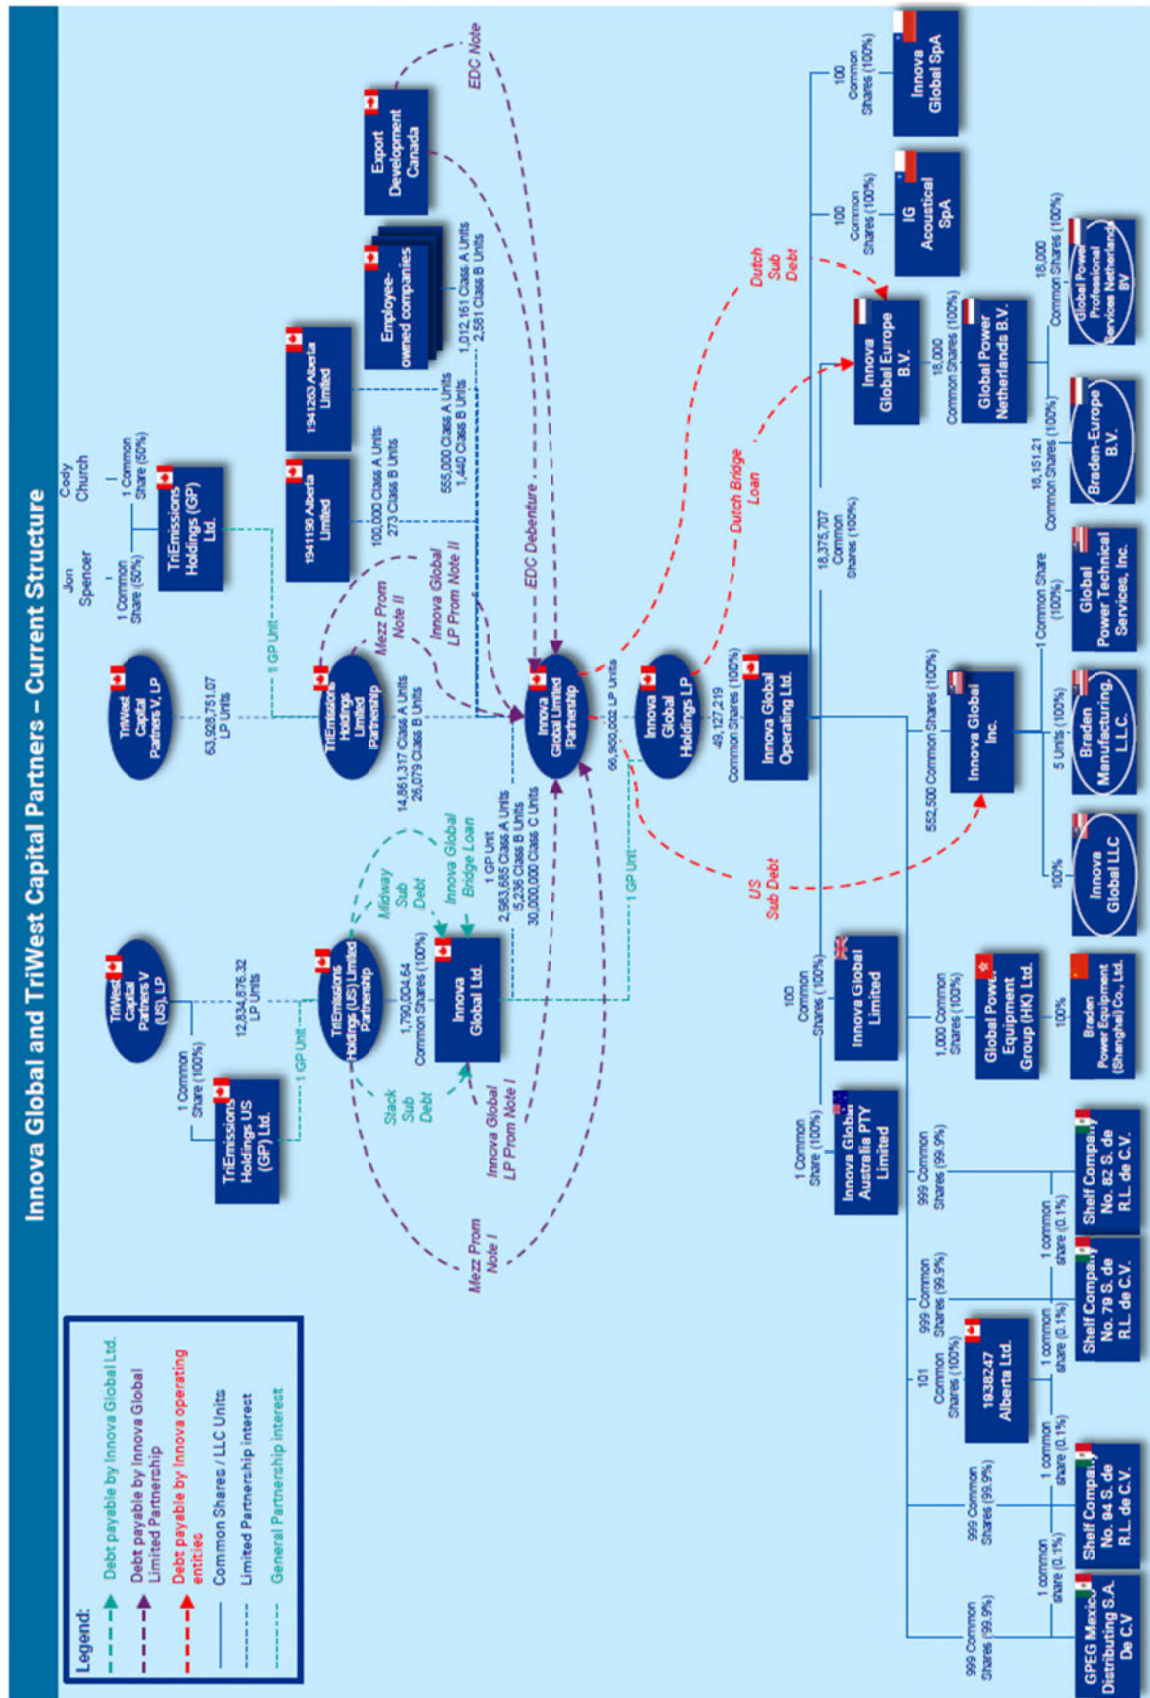 Innova Global and TriWest Capital Partners – Current Structure
Legend:
Debt payable by Innova Global Ltd.
Debt payable by Innova Global
Limited Partnership
Debt payable by Innova operating
entities
Common Shares / LLC Units
Limited Partnership interest
General Partnership interest
TriWest
Capital
Partners V
(US), LP
1 Common
Share (100%)
12,834,876.32
LP Units
TriEmissions
Holdings US
(GP) Ltd.
1 GP Unit
TriEmissions
Holdings (US) Limited
Partnership
TriWest
Capital
Partners V, LP
63,928,751.07
LP Units
Jon
Spencer
Cody
Church
1 Common
Share (50%)
1 Common
Share (50%)
TriEmissions
Holdings (GP)
Ltd.
1 GP Unit
TriEmissions
Holdings
Limited
Partnership
1941198 Alberta
Limited
1941263 Alberta
Limited
Employee-
owned companies
Export
Development
Canada
EDC Note
Stack
Sub
Debt
Midway
Sub
Debt
Innova Global
Bridge Loan
1,790,004.64
Common Shares (100%)
Innova
Global Ltd.
Mezz Prom
Note II
Innova Global
LP Prom Note II
14,861,317 Class A Units
26,079 Class B Units
100,000 Class A Units
273 Class B Units
555,000 Class A Units
1,440 Class B Units
1,012,161 Class A Units
2,581 Class B Units
EDC Debenture
Mezz Prom
Note I
Innova Global
LP Prom Note I
1 GP Unit
2,983,685 Class A Units
5,236 Class B Units
30,000,000 Class C Units
Innova
Global Limited
Partnership
1 GP Unit
LP Units
Innova
Global
Holdings LP
49,127,219
Common Shares (100%)
Innova Global
Operating Ltd.
US
Sub Debt
Dutch Bridge
Loan
Dutch
Sub
Debt
1 Common
Share (100%)
Innova Global
Australia PTY
Limited
100
Common
Shares (100%)
Innova Global
Limited
18,375,707
Common
Shares (100%)
Innova
Global Europe
B.V.
100
Common
Shares (100%)
IG
Acoustical
SpA
100
Common
Shares (100%)
Innova
Global SpA
999 Common
Shares (99.9%)
999 Common
Shares (99.9%)
101
Common
Shares (100%)
1938247
Alberta Ltd.
999 Common
Shares (99.9%)
999 Common
Shares (99.9%)
1,000 Common
Shares (100%)
Global Power
Equipment
Group (HK) Ltd.
552,500 Common Shares (100%)
Innova Global
Inc.
18,000
Common Shares (100%)
Global Power
Netherlands B.V.
1 common
share (0.1%)
1 common
share (0.1%)
1 common
share (0.1%)
1 common
share (0.1%)
100%
100%
5 Units (100%)
1 Common Share
(100%)
18,151.21
Common Shares (100%)
18,000
Common Shares (100%)
GPEG Mexico
Distributing S.A.
De C.V
Shelf Company
No. 94 S. de
R.L. de C.V.
Shelf Company
No. 79 S. de
R.L. de C.V.
Shelf Company
No. 82 S. de
R.L. de C.V.
Braden
Power Equipment
(Shanghai) Co., Ltd.
Innova
Global LLC
Braden
Manufacturing,
L.L.C.
Global
Power Technical
Services, Inc.
Braden-Europe
B.V.
Global Power
Professional
Services Netherlands
BV